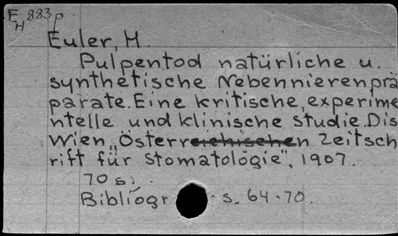 E 883p
H
Euler, H.
Pulpentod natürliche u.
synthetische Nebennierenprä
parate. Eine kritische, experime
ntelle und klinische Studie. Dis
Wien „Österreichischen Zeitsch
rift für Stomatologie", 1907.
70 s.
Bibliogr s. 64-70.